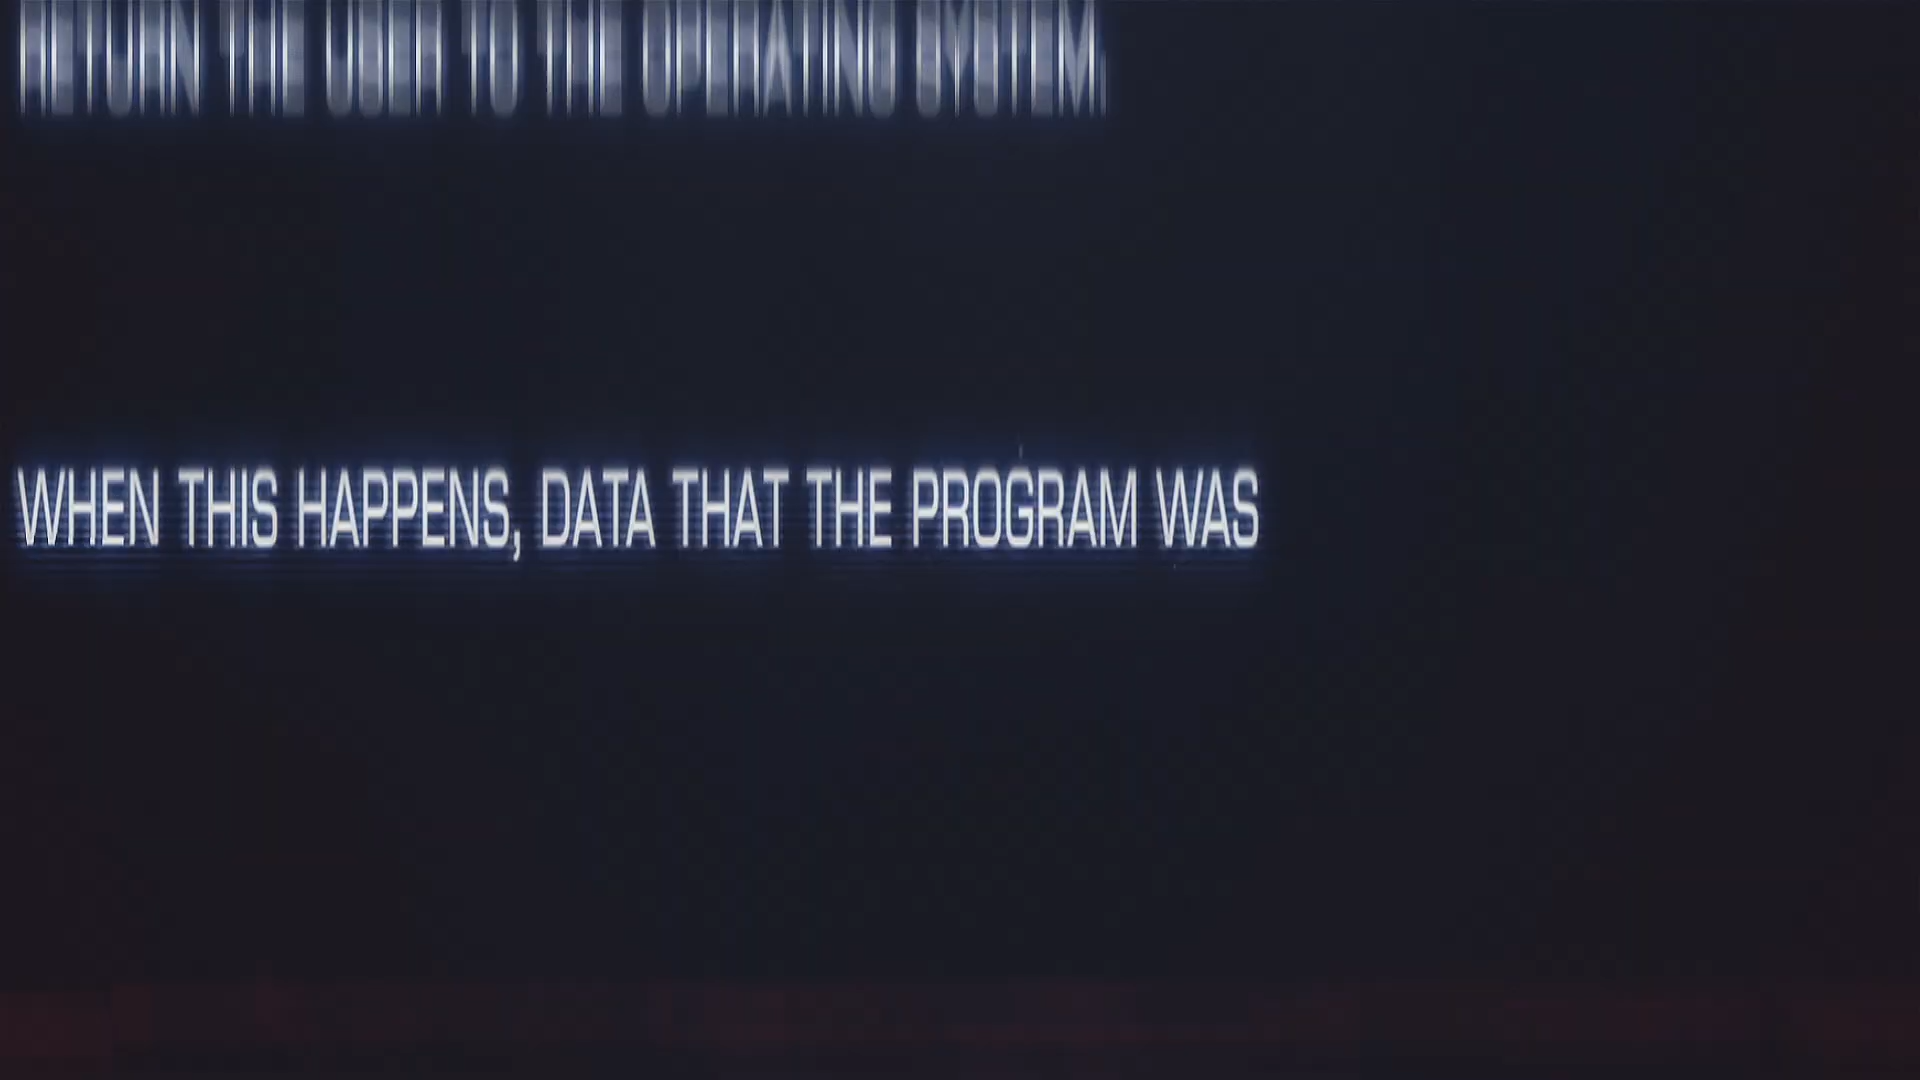 RETURN THE USER TO THE OPERATING SYSTEM.
WHEN THIS HAPPENS, DATA THAT THE PROGRAM WAS